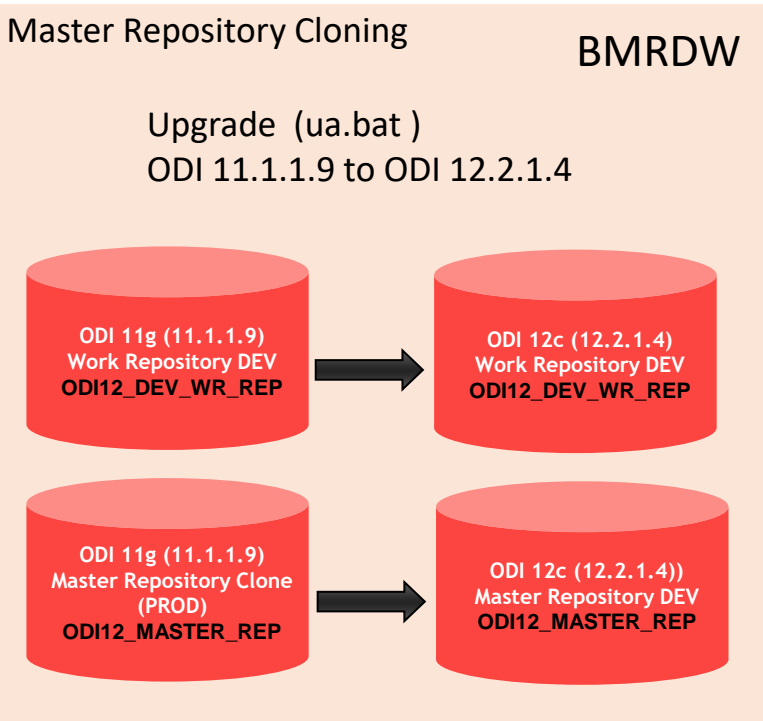 Master Repository Cloning
BMRDW
Upgrade (ua.bat )
ODI 11.1.1.9 to ODI 12.2.1.4
ODI 11g (11.1.1.9)
Work Repository DEV
ODI12_DEV_WR_REP
ODI 12c (12.2.1.4)
Work Repository DEV
ODI12_DEV_WR_REP
ODI 11g (11.1.1.9)
Master Repository Clone
(PROD)
ODI12_MASTER_REP
ODI 12c (12.2.1.4))
Master Repository DEV
ODI12_MASTER_REP